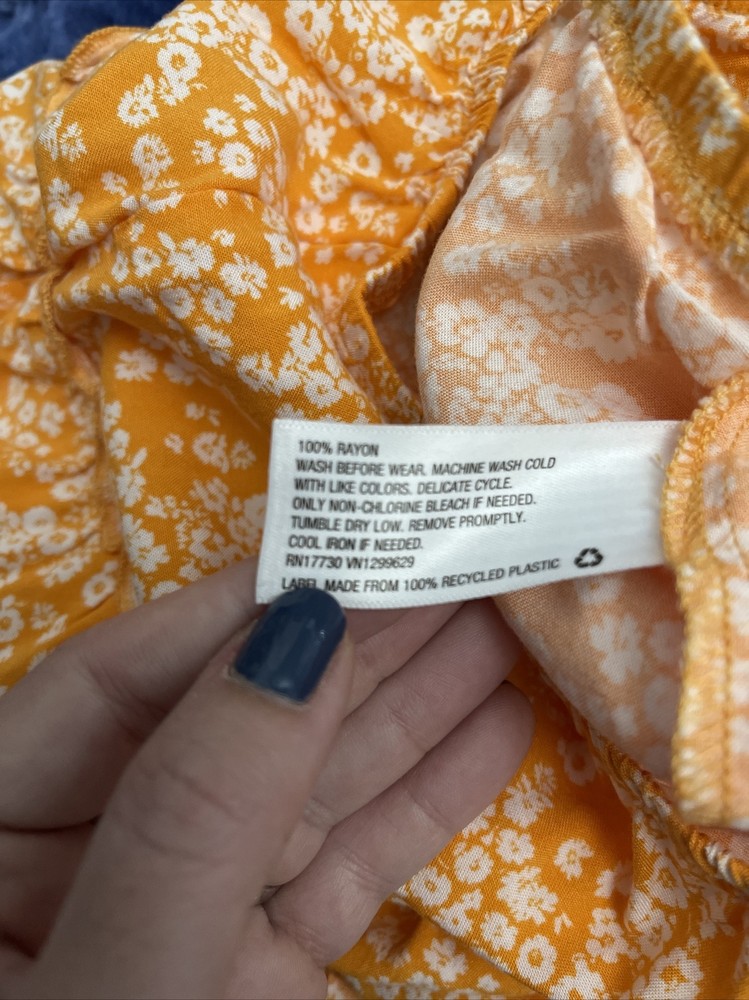 100% RAYON
WASH BEFORE WEAR. MACHINE WASH COLD
WITH LIKE COLORS. DELICATE CYCLE.
ONLY NON-CHLORINE BLEACH IF NEEDED.
TUMBLE DRY LOW. REMOVE PROMPTLY.
COOL IRON IF NEEDED.
RN17730 VN1299629
LABEL MADE FROM 100% RECYCLED PLASTIC